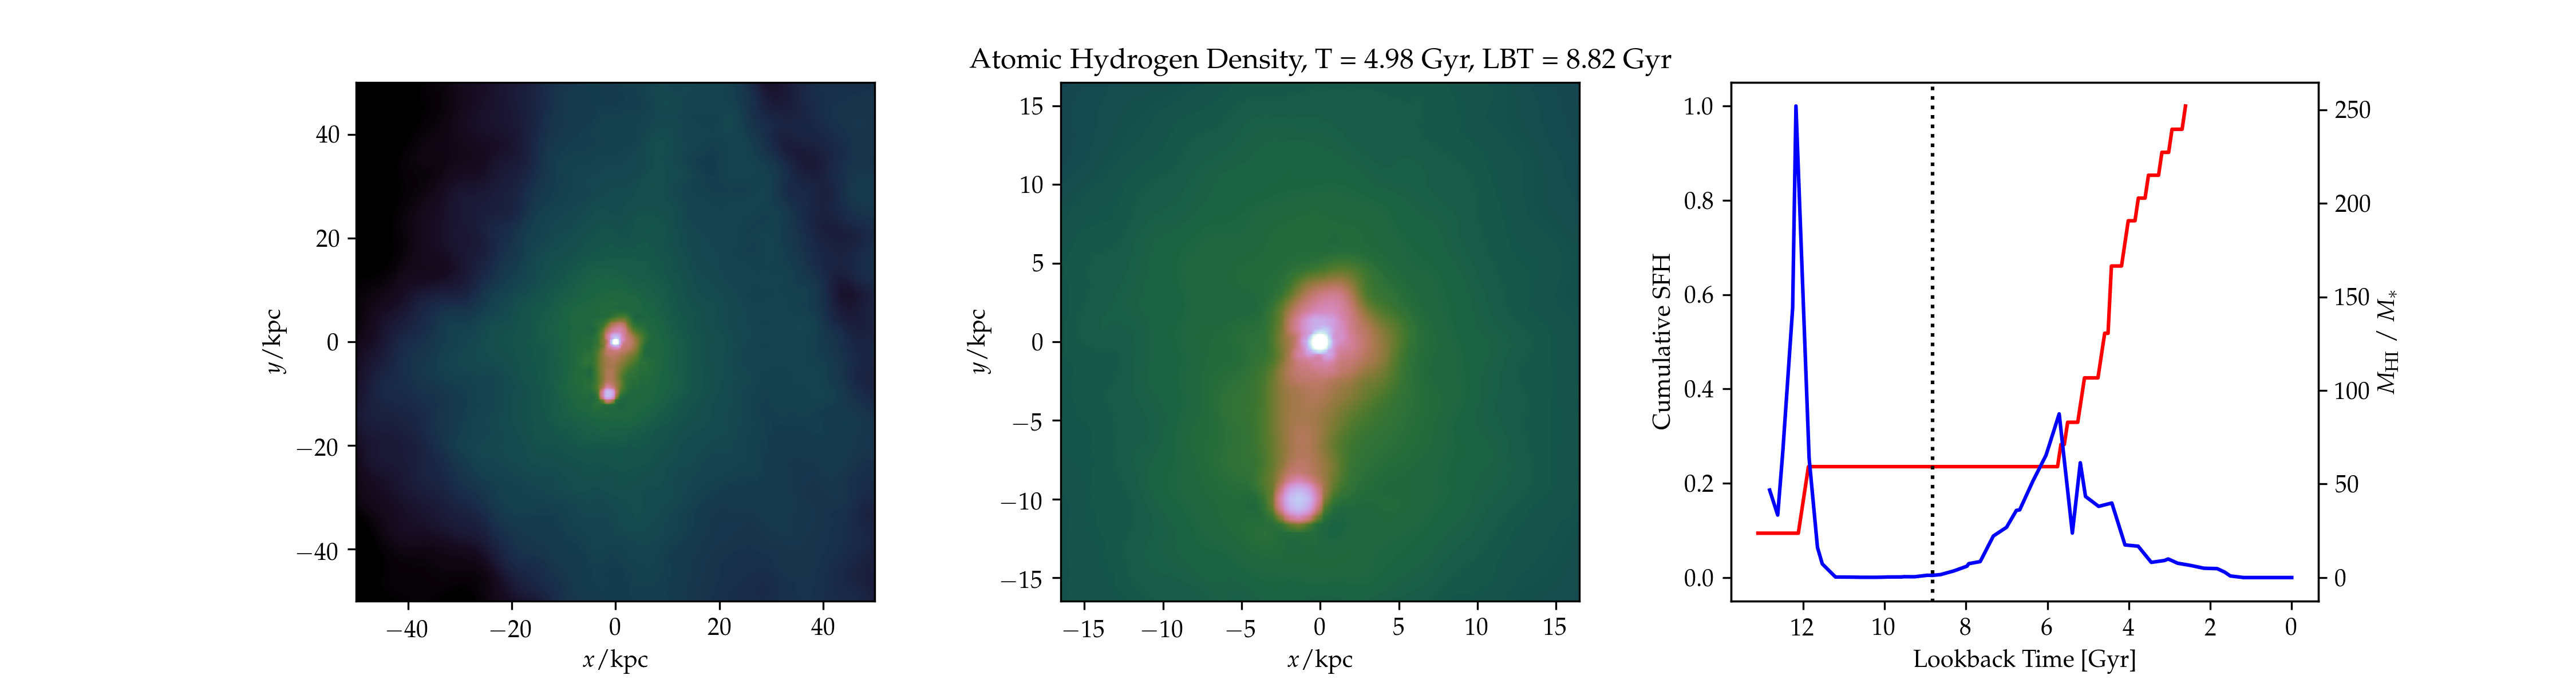 Atomic Hydrogen Density, T = 4.98 Gyr, LBT = 8.82 Gyr
y/kpc
40
20
0
−20
−40
−40 −20 0 20 40
x/kpc
y/kpc
15
10
5
0
−5
−10
−15
−15 −10 −5 0 5 10 15
x/kpc
Cumulative SFH
1.0
0.8
0.6
0.4
0.2
0.0
12 10 8 6 4 2 0
Lookback Time [Gyr]
250
200
150
100
50
0
M_HI / M_*